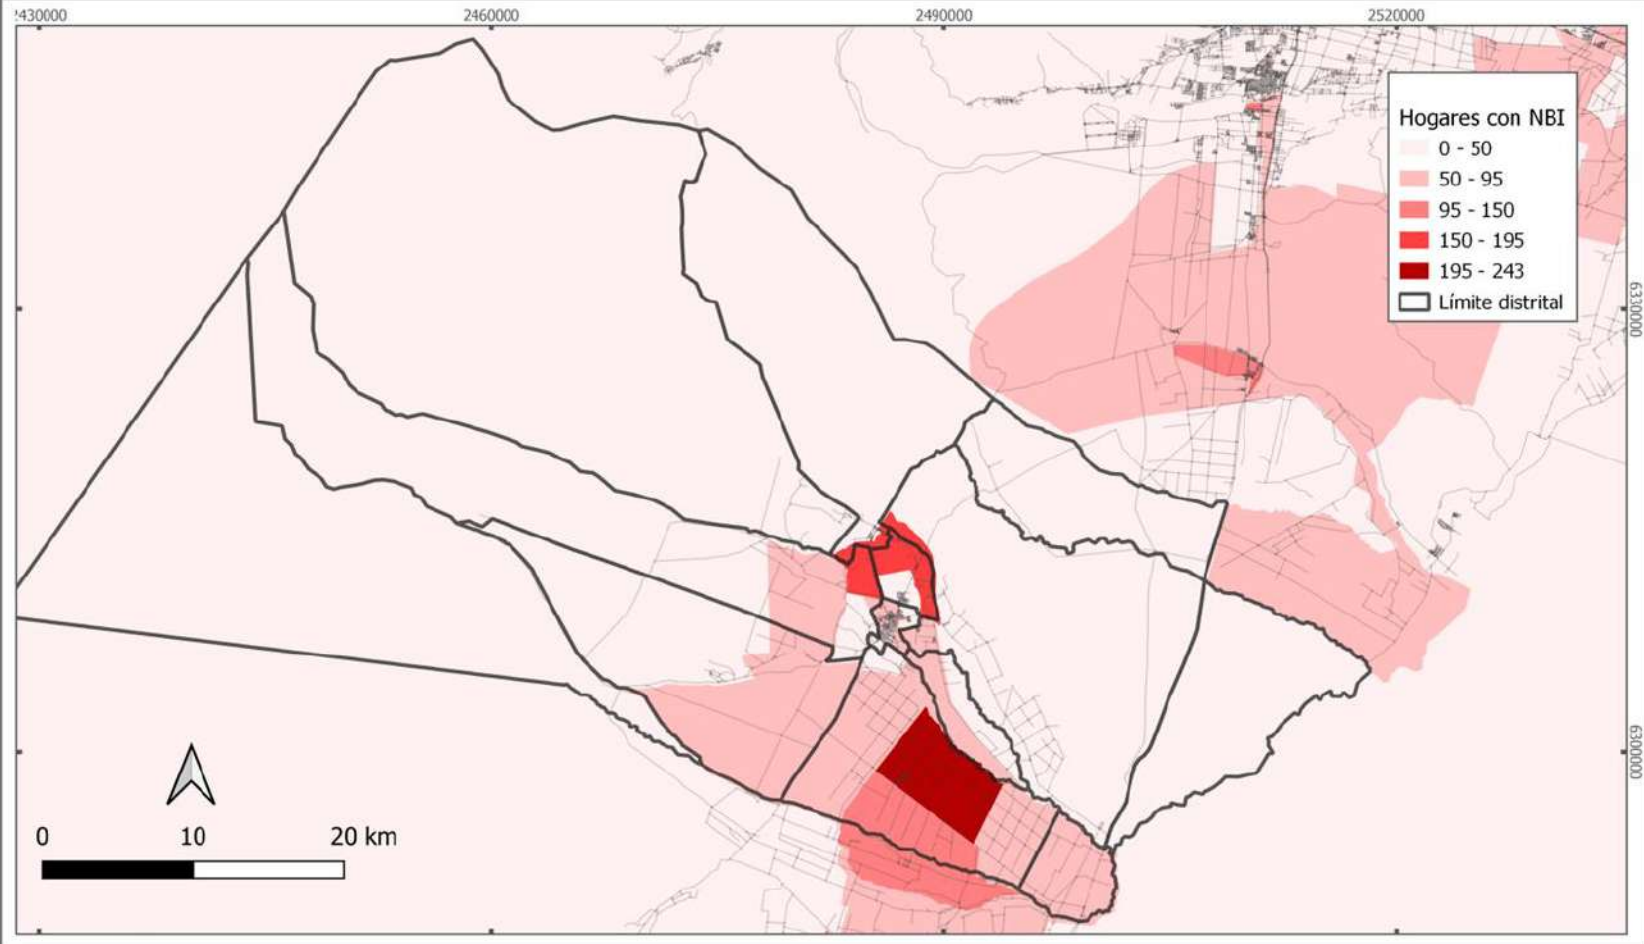 2430000
2460000
2490000
2520000
Hogares con NBI
0 - 50
50 - 95
95 - 150
150 - 195
195 - 243
Límite distrital
6330000
6300000
0
10
20 km